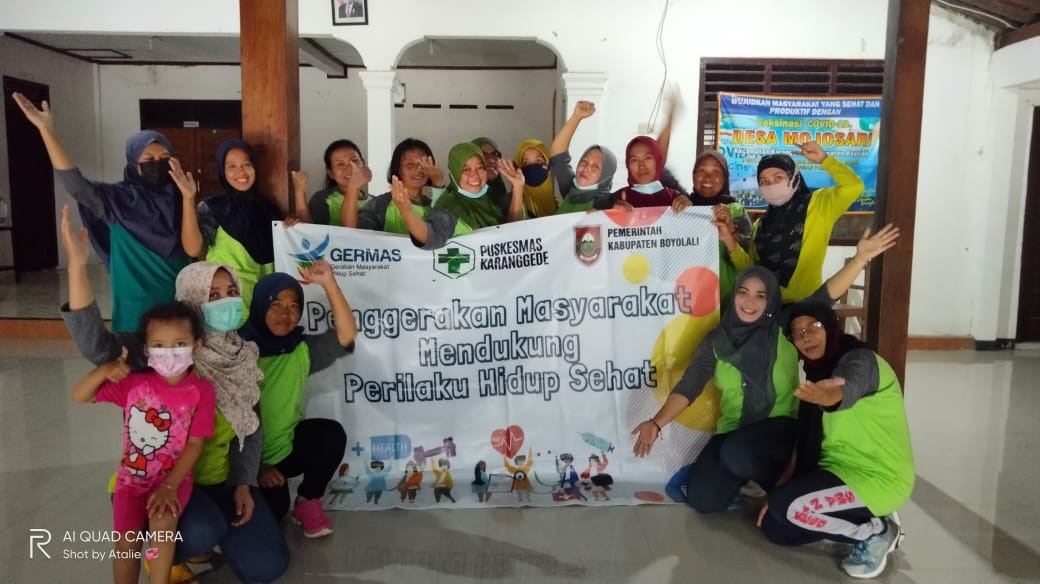 WUJUDKAN MASYARAKAT YANG SEHAT DAN
PRODUKTIF DENGAN
Vaksinasi COVID-19
DESA MOJOSARI
GERMAS
Gerakan Masyarakat
Hidup Sehat
PUSKESMAS
KARANGGEDE
PEMERINTAH
KABUPATEN BOYOLALI
Penggerakan Masyarakat
Mendukung
Perilaku Hidup Sehat
HEALTH
R
AI QUAD CAMERA
Shot by Atalie 💞